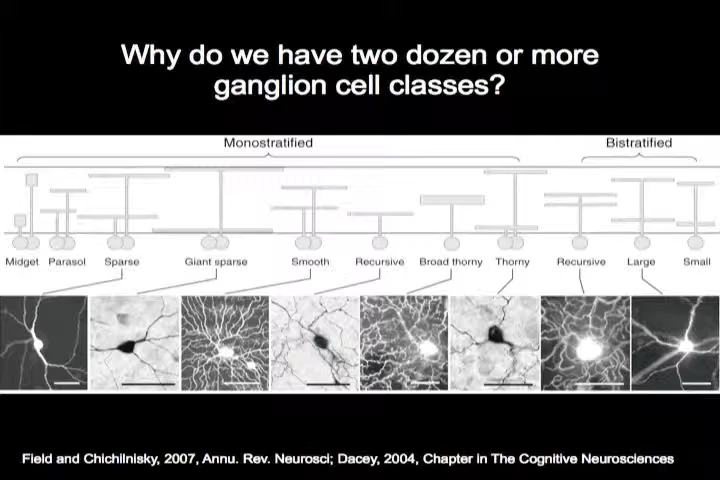 Why do we have two dozen or more
ganglion cell classes?
Monostratified
Bistratified
Midget Parasol Sparse Giant sparse Smooth Recursive Broad thorny Thorny Recursive Large Small
Field and Chichilnisky, 2007, Annu. Rev. Neurosci; Dacey, 2004, Chapter in The Cognitive Neurosciences